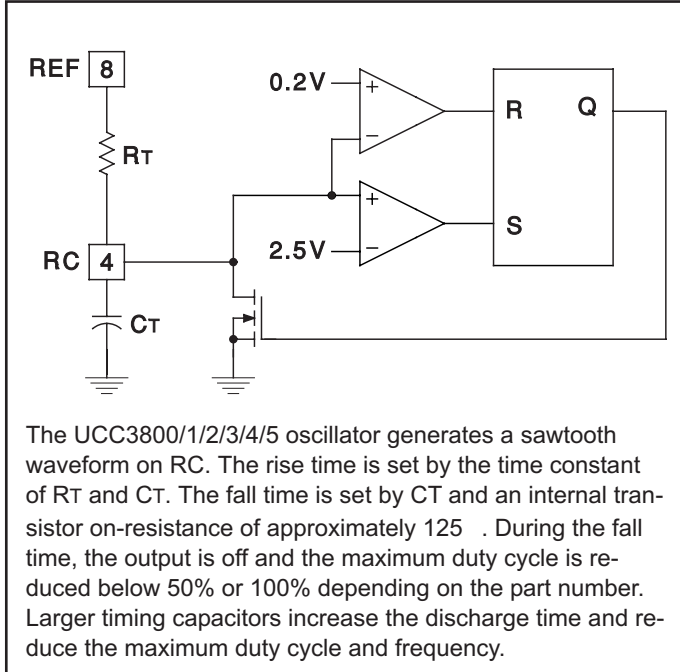 REF 8
0.2V
+
R Q
RT
−
+
S
RC 4
2.5V
−
CT
The UCC3800/1/2/3/4/5 oscillator generates a sawtooth
waveform on RC. The rise time is set by the time constant
of RT and CT. The fall time is set by CT and an internal tran-
sistor on-resistance of approximately 125 . During the fall
time, the output is off and the maximum duty cycle is re-
duced below 50% or 100% depending on the part number.
Larger timing capacitors increase the discharge time and re-
duce the maximum duty cycle and frequency.